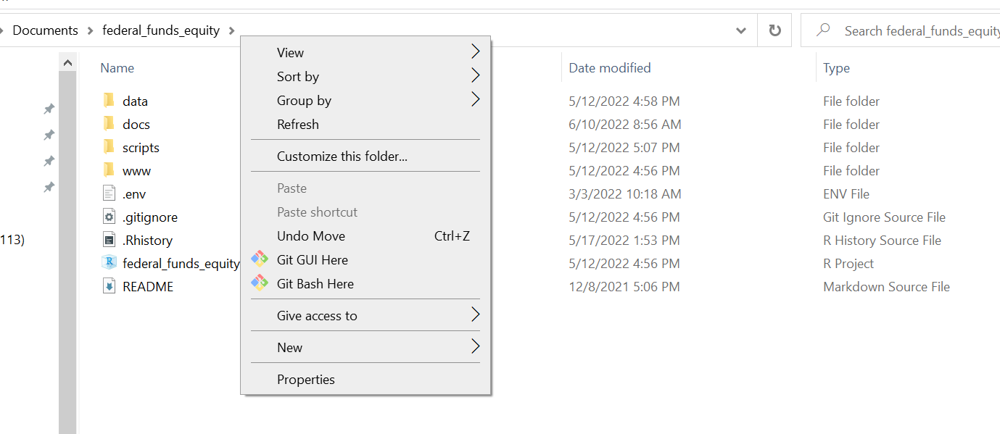 Documents federal_funds_equity Search federal_funds_equity
Name Date modified Type
data 5/12/2022 4:58 PM File folder
docs 6/10/2022 8:56 AM File folder
scripts 5/12/2022 5:07 PM File folder
www 5/12/2022 4:56 PM File folder
.env 3/3/2022 10:18 AM ENV File
.gitignore 5/12/2022 4:56 PM Git Ignore Source File
113) .Rhistory 5/17/2022 1:53 PM R History Source File
federal_funds_equity 5/12/2022 4:56 PM R Project
README 12/8/2021 5:06 PM Markdown Source File
View
Sort by
Group by
Refresh
Customize this folder...
Paste
Paste shortcut
Undo Move Ctrl+Z
Git GUI Here
Git Bash Here
Give access to
New
Properties